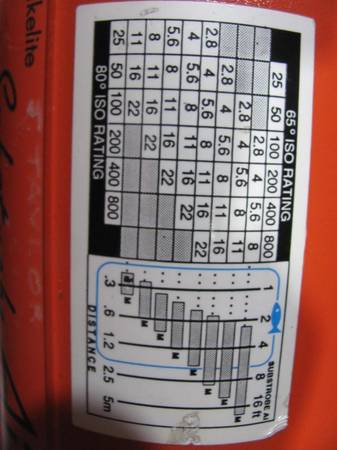 kelite
TAYLOR
65° ISO RATING
25 50 100 200 400 800
2.8 4 5.6 8
2.8 4 5.6 8 11
2.8 4 5.6 8 11 16
2.8 4 5.6 8 11 16 22
4 5.6 8 11 16 22
5.6 8 11 16 22
8 11 16 22
11 16 22
25 50 100 200 400 800
80° ISO RATING
SUBSTROBE AI
1 2 4 8 16 ft
M
M
M
M
M
M
M
M
.3 .6 1.2 2.5 5m
DISTANCE